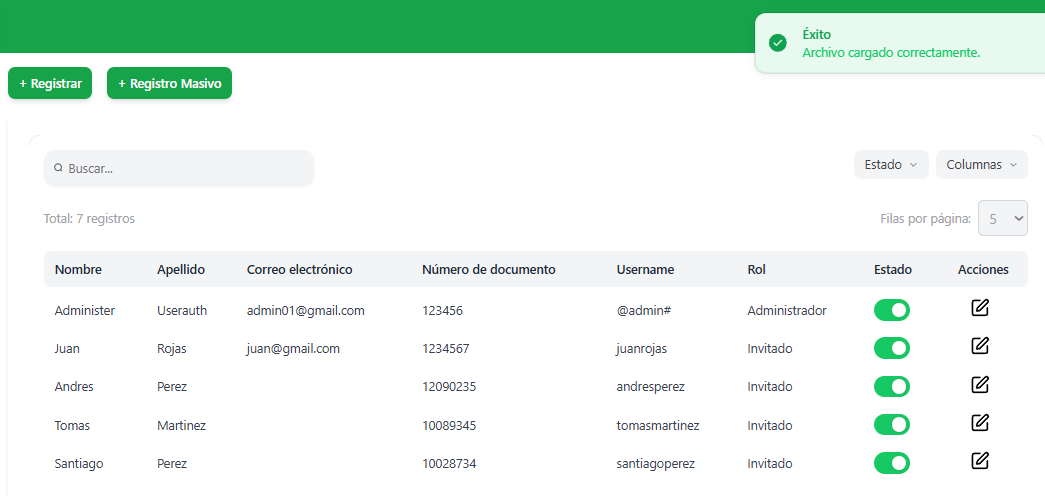 Éxito
Archivo cargado correctamente.
+ Registrar + Registro Masivo
Buscar... Estado Columnas
Total: 7 registros Filas por página: 5
Nombre Apellido Correo electrónico Número de documento Username Rol Estado Acciones
Administer Userauth admin01@gmail.com 123456 @admin# Administrador
Juan Rojas juan@gmail.com 1234567 juanrojas Invitado
Andres Perez 12090235 andresperez Invitado
Tomas Martinez 10089345 tomasmartinez Invitado
Santiago Perez 10028734 santiagoperez Invitado